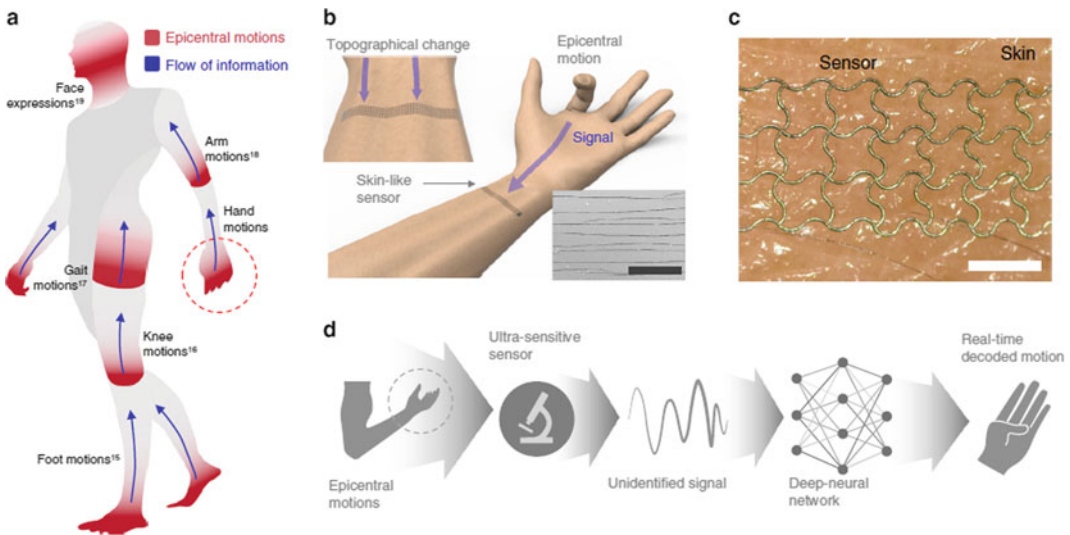 a
Epicentral motions
Flow of information
Face
expressions19
Arm
motions18
Hand
motions
Gait
motions17
Knee
motions16
Foot motions15
b
Topographical change
Epicentral
motion
Signal
Skin-like
sensor
c
Sensor
Skin
d
Ultra-sensitive
sensor
Real-time
decoded motion
Epicentral
motions
Unidentified signal
Deep-neural
network